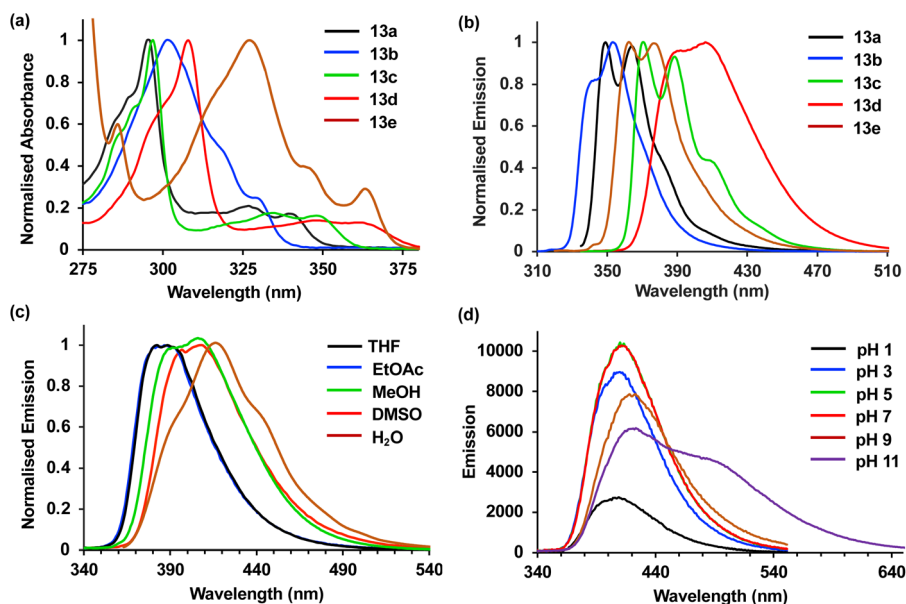 (a)
Normalised Absorbance
1
0.8
0.6
0.4
0.2
0
275
300
325
350
375
Wavelength (nm)
13a
13b
13c
13d
13e
(b)
Normalised Emission
1
0.8
0.6
0.4
0.2
0
310
350
390
430
470
510
Wavelength (nm)
13a
13b
13c
13d
13e
(c)
Normalised Emission
1
0.8
0.6
0.4
0.2
0
340
390
440
490
540
Wavelength (nm)
THF
EtOAc
MeOH
DMSO
H₂O
(d)
Emission
10000
8000
6000
4000
2000
0
340
440
540
640
Wavelength (nm)
pH 1
pH 3
pH 5
pH 7
pH 9
pH 11